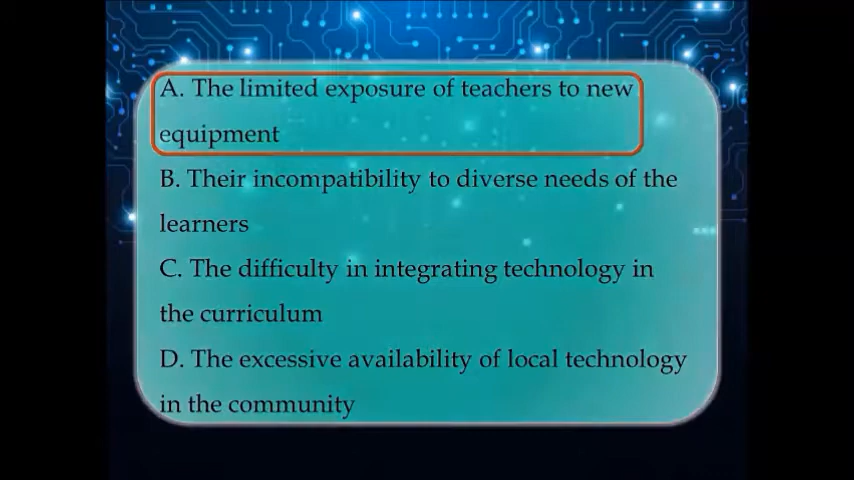 A. The limited exposure of teachers to new
equipment
B. Their incompatibility to diverse needs of the
learners
C. The difficulty in integrating technology in
the curriculum
D. The excessive availability of local technology
in the community